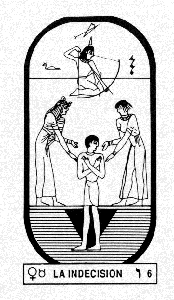 ♀☿ LA INDECISION ו 6